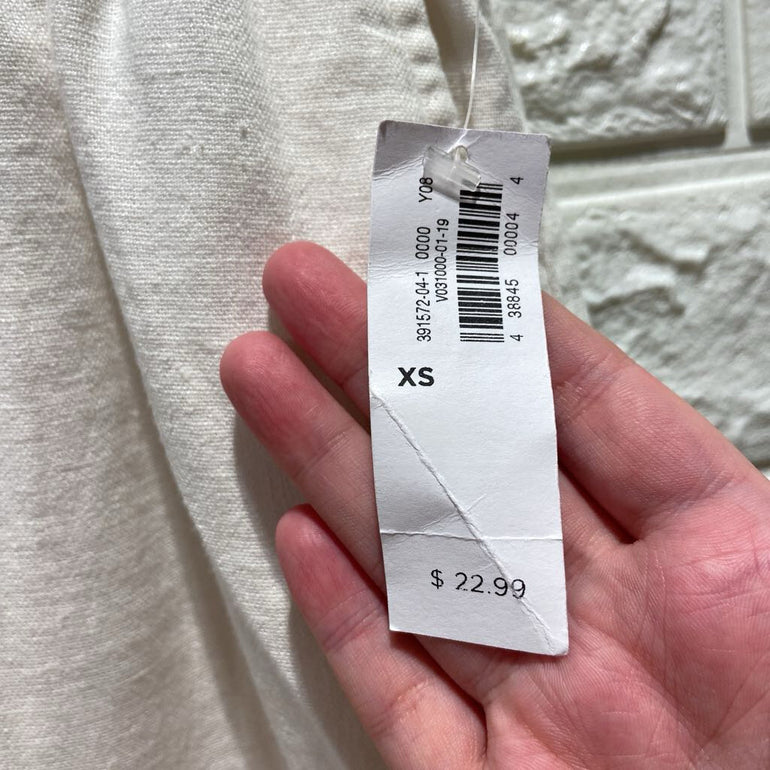 Y08
391572-04-1 0000
V031000-01-19
4 38845 00004 4
XS
$ 22.99